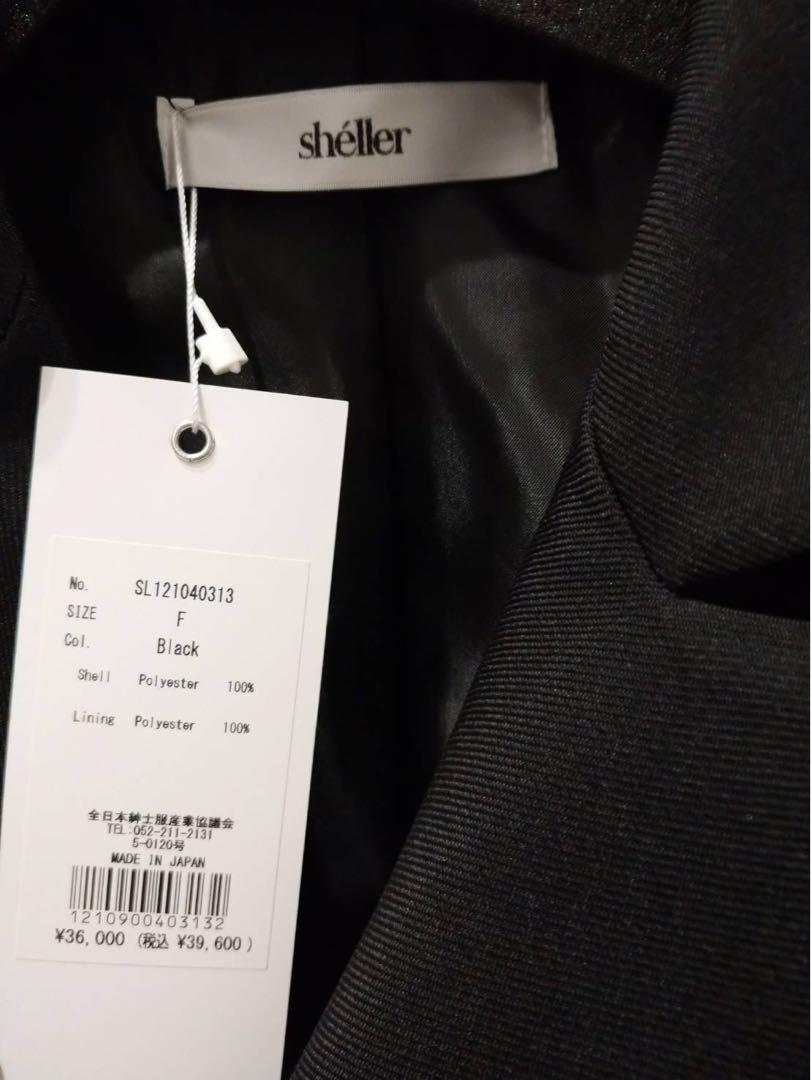 shéller
No. SL121040313
SIZE F
Col. Black
Shell Polyester 100%
Lining Polyester 100%
全日本紳士服産業協議会
TEL:052-211-2131
5-0120号
MADE IN JAPAN
1210900403132
¥36,000 (税込 ¥39,600)